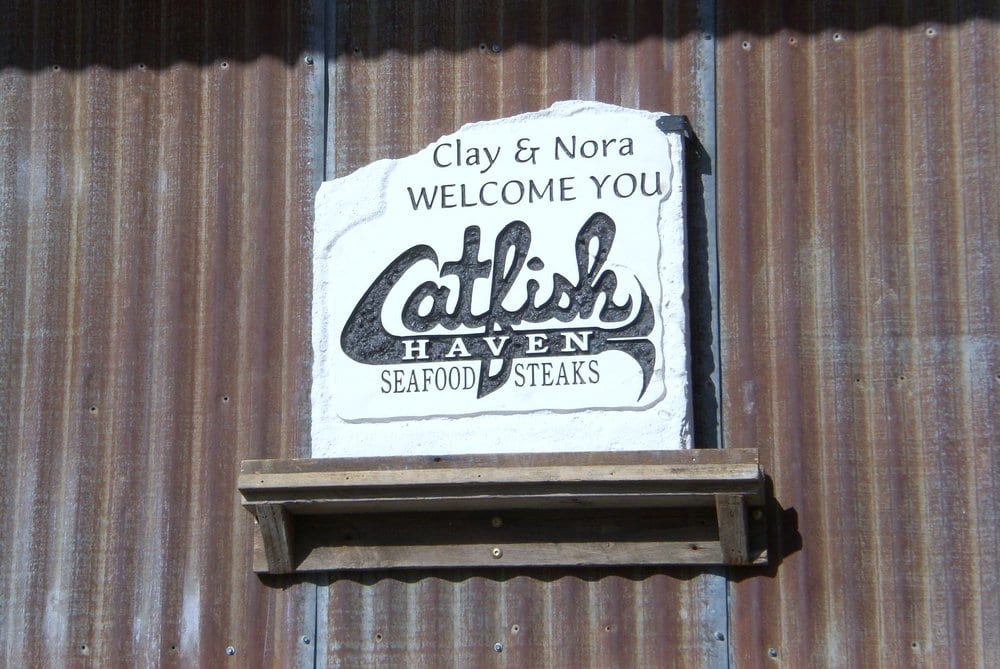 Clay & Nora
WELCOME YOU
Catfish
HAVEN
SEAFOOD STEAKS